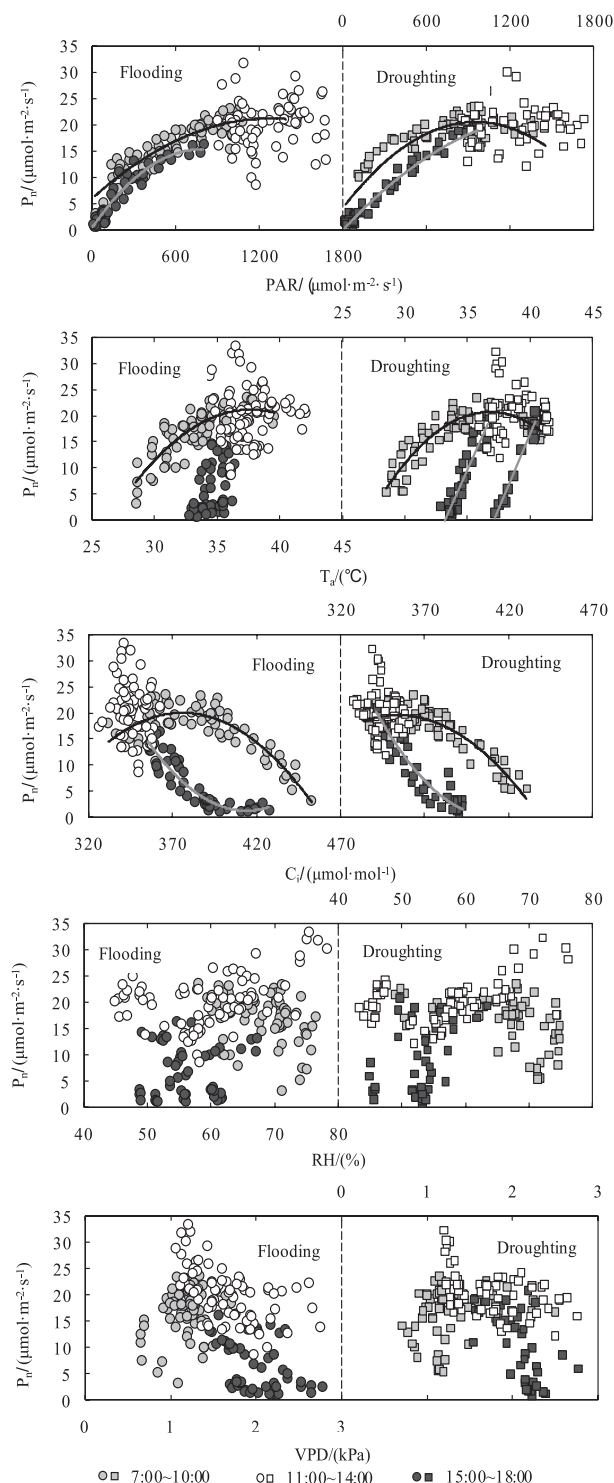 0 600 1200 1800
35
30
25
20
15
10
5
0
Pn/(μmol·m-2·s-1)
Flooding
Droughting
0 600 1200 1800
PAR/ (μmol·m-2·s-1)
25 30 35 40 45
35
30
25
20
15
10
5
0
Pn/(μmol·m-2·s-1)
Flooding
Droughting
25 30 35 40 45
Ta/(℃)
320 370 420 470
35
30
25
20
15
10
5
0
Pn/(μmol·m-2·s-1)
Flooding
Droughting
320 370 420 470
Ci/(μmol·mol-1)
40 50 60 70 80
35
30
25
20
15
10
5
0
Pn/(μmol·m-2·s-1)
Flooding
Droughting
40 50 60 70 80
RH/(%)
0 1 2 3
35
30
25
20
15
10
5
0
Pn/(μmol·m-2·s-1)
Flooding
Droughting
0 1 2 3
VPD/(kPa)
7:00~10:00 11:00~14:00 15:00~18:00